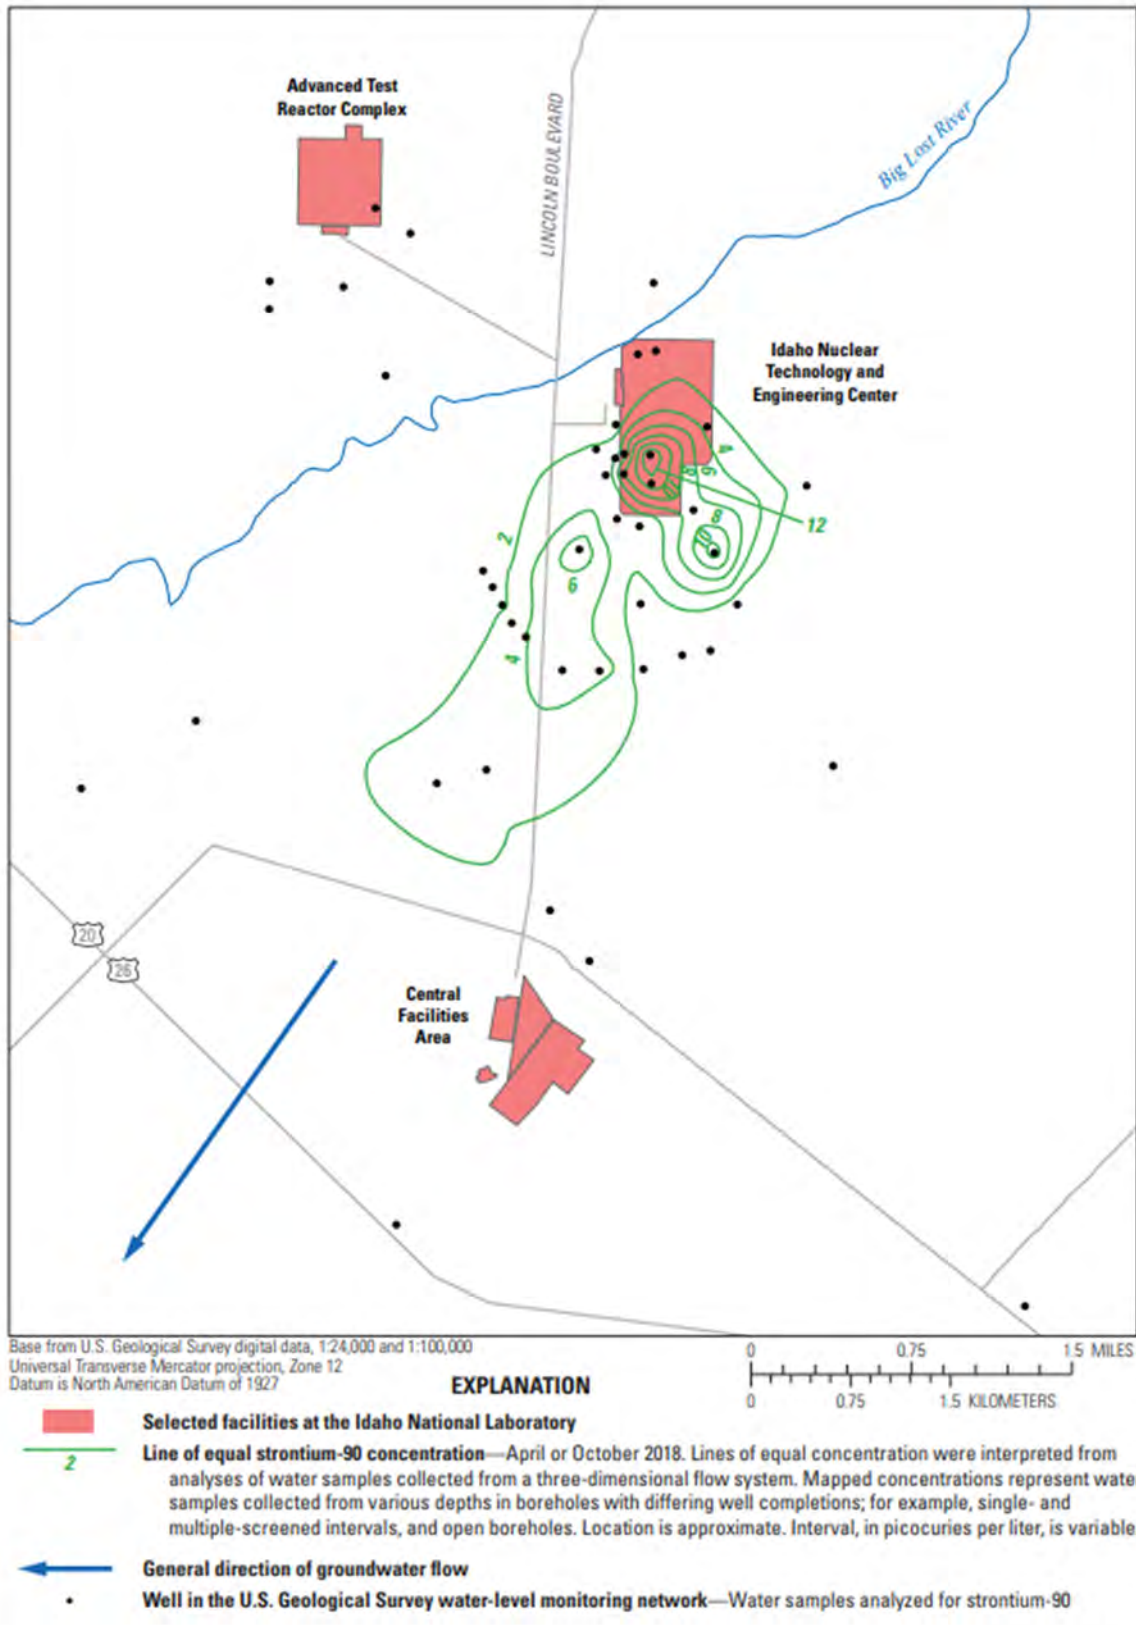 Advanced Test
Reactor Complex
LINCOLN BOULEVARD
Big Lost River
Idaho Nuclear
Technology and
Engineering Center
4
6
8
12
8
10
2
6
4
20
26
Central
Facilities
Area
Base from U.S. Geological Survey digital data, 1:24,000 and 1:100,000
Universal Transverse Mercator projection, Zone 12
Datum is North American Datum of 1927
0 0.75 1.5 MILES
0 0.75 1.5 KILOMETERS
EXPLANATION
Selected facilities at the Idaho National Laboratory
2
Line of equal strontium-90 concentration—April or October 2018. Lines of equal concentration were interpreted from
analyses of water samples collected from a three-dimensional flow system. Mapped concentrations represent wate
samples collected from various depths in boreholes with differing well completions; for example, single- and
multiple-screened intervals, and open boreholes. Location is approximate. Interval, in picocuries per liter, is variable
General direction of groundwater flow
Well in the U.S. Geological Survey water-level monitoring network—Water samples analyzed for strontium-90